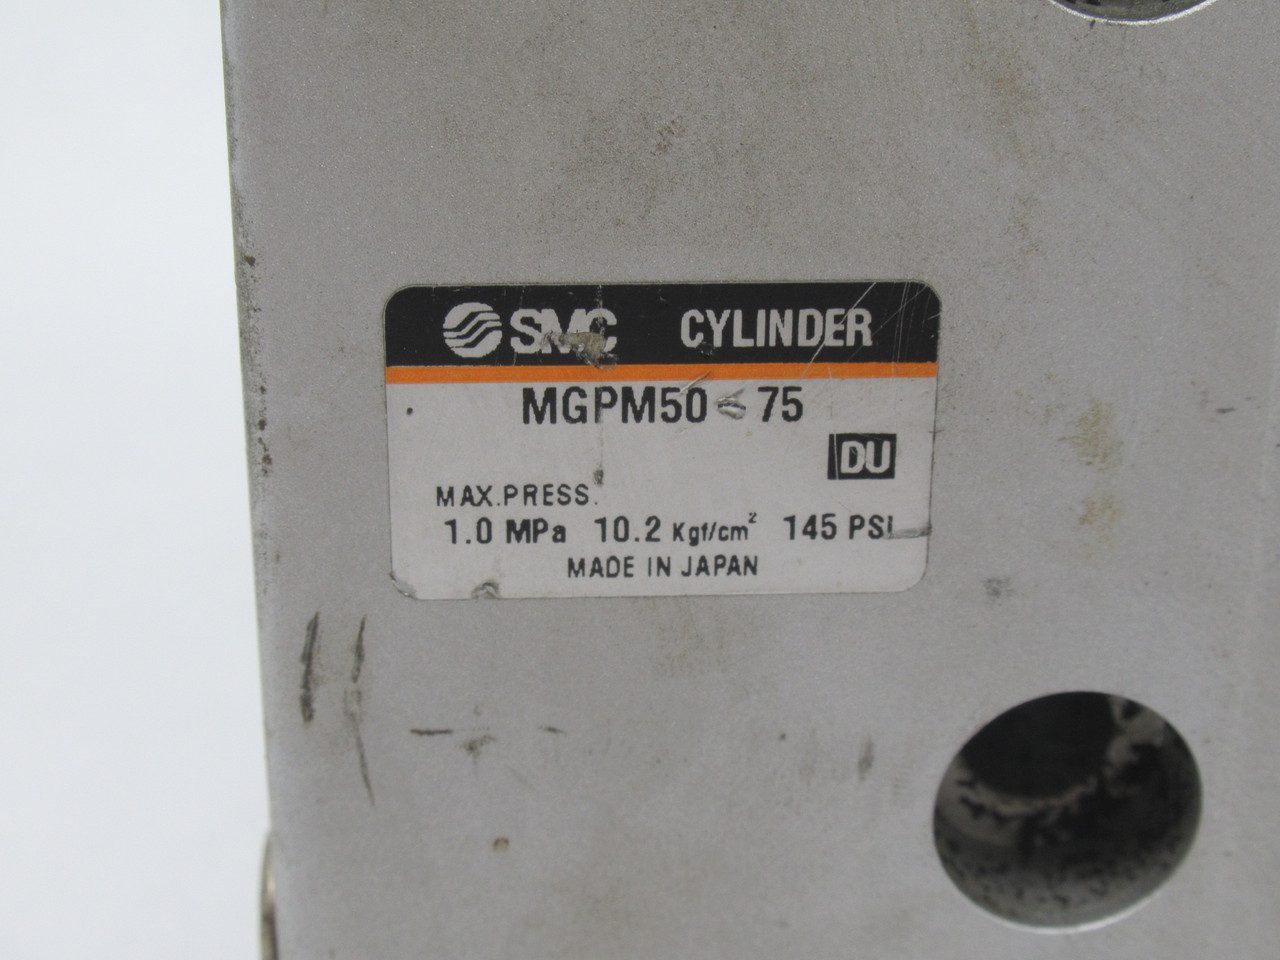 SMC CYLINDER
MGPM50-75
DU
MAX.PRESS.
1.0 MPa 10.2 Kgf/cm² 145 PSI
MADE IN JAPAN